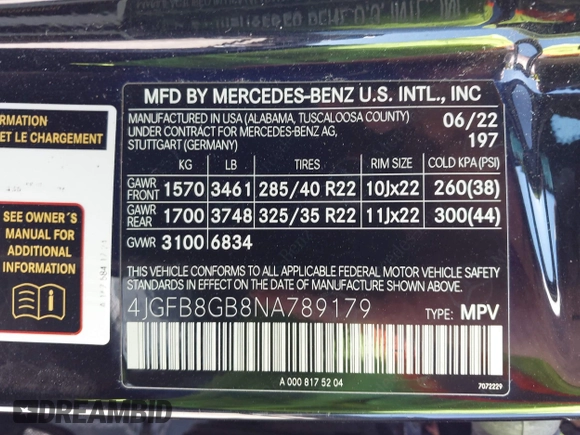 MFD BY MERCEDES-BENZ U.S. INTL., INC
MANUFACTURED IN USA (ALABAMA, TUSCALOOSA COUNTY)
UNDER CONTRACT FOR MERCEDES-BENZ AG,
STUTTGART (GERMANY)
06/22
197
KG LB TIRES RIM SIZE COLD KPA(PSI)
GAWR FRONT 1570 3461 285/40 R22 10Jx22 260(38)
GAWR REAR 1700 3748 325/35 R22 11Jx22 300(44)
GVWR 3100 6834
THIS VEHICLE CONFORMS TO ALL APPLICABLE FEDERAL MOTOR VEHICLE
SAFETY STANDARDS IN EFFECT ON THE DATE OF MANUFACTURE SHOWN ABOVE
4JGFB8GB8NA789179 TYPE: MPV
A 000 817 52 04
7072229
ORMATION
ET LE CHARGEMENT
SEE OWNER'S
MANUAL FOR
ADDITIONAL
INFORMATION
DREAMBID